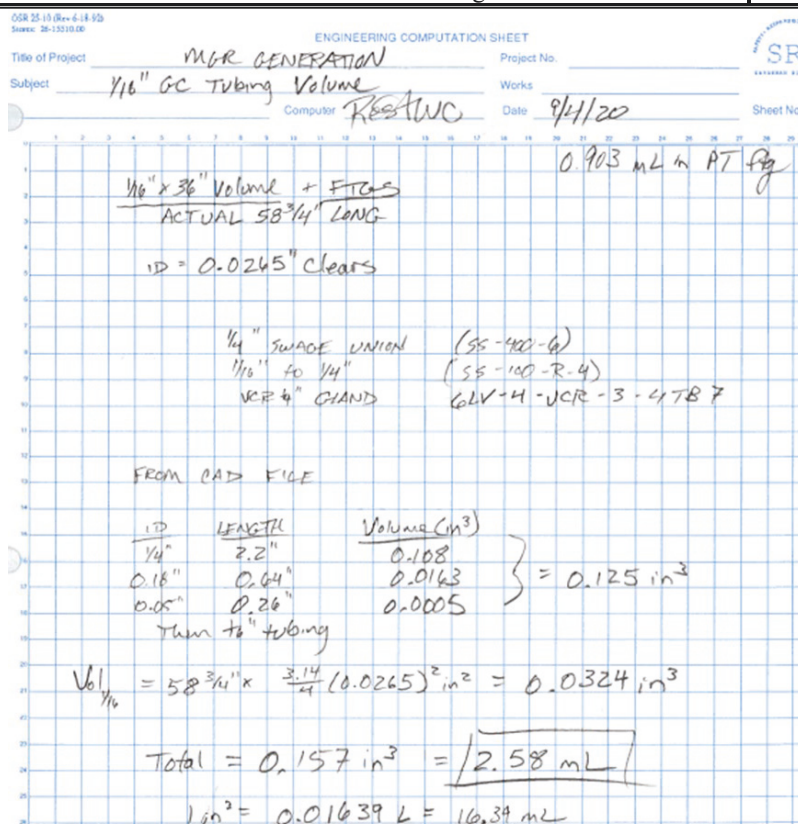 OSR 25-10 (Rev 6-18-92)
Stores: 26-15510.00
ENGINEERING COMPUTATION SHEET
Title of Project MGR GENERATION Project No.
Subject 1/16" GC Tubing Volume Works
Computer Date 9/4/20 Sheet No
0.903 mL in PT ftg
1/16" x 36" Volume + FTGS
ACTUAL 58 3/4" LONG
ID = 0.0265" Clears
1/4" SWAGE UNION (SS-400-6)
1/16" to 1/4" (SS-100-R-4)
VCR 1/4" GLAND 6LV-4-VCR-3-4TB7
FROM CAD FILE
ID LENGTH Volume (in³)
1/4" 2.2" 0.108
0.18" 0.64" 0.0163 } = 0.125 in³
0.05" 0.26" 0.0005
Then 1/16" tubing
Vol 1/16 = 58 3/4" x 3.14/4 (0.0265)² in² = 0.0324 in³
Total = 0.157 in³ = 2.58 mL
1 in³ = 0.01639 L = 16.39 mL